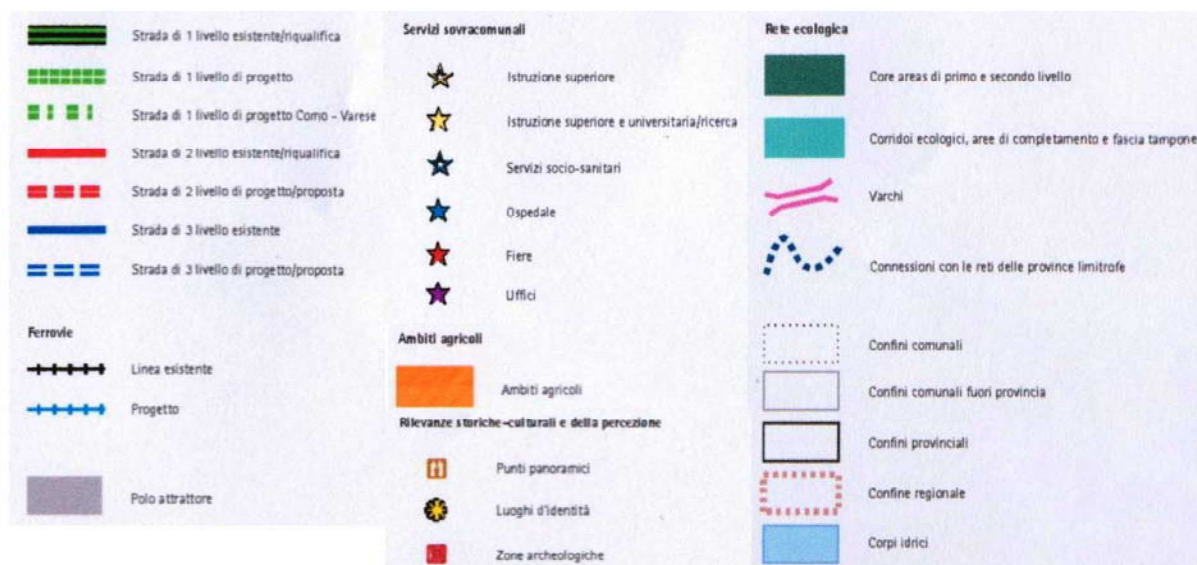 Strada di 1 livello esistente/riqualifica
Strada di 1 livello di progetto
Strada di 1 livello di progetto Como - Varese
Strada di 2 livello esistente/riqualifica
Strada di 2 livello di progetto/proposta
Strada di 3 livello esistente
Strada di 3 livello di progetto/proposta
Ferrovie
Linea esistente
Progetto
Polo attrattore
Servizi sovracomunali
Istruzione superiore
Istruzione superiore e universitaria/ricerca
Servizi socio-sanitari
Ospedale
Fiere
Uffici
Ambiti agricoli
Ambiti agricoli
Rilevanze storiche-culturali e della percezione
Punti panoramici
Luoghi d'identità
Zone archeologiche
Rete ecologica
Core areas di primo e secondo livello
Corridoi ecologici, aree di completamento e fascia tampone
Varchi
Connessioni con le reti delle province limitrofe
Confini comunali
Confini comunali fuori provincia
Confini provinciali
Confine regionale
Corpi idrici